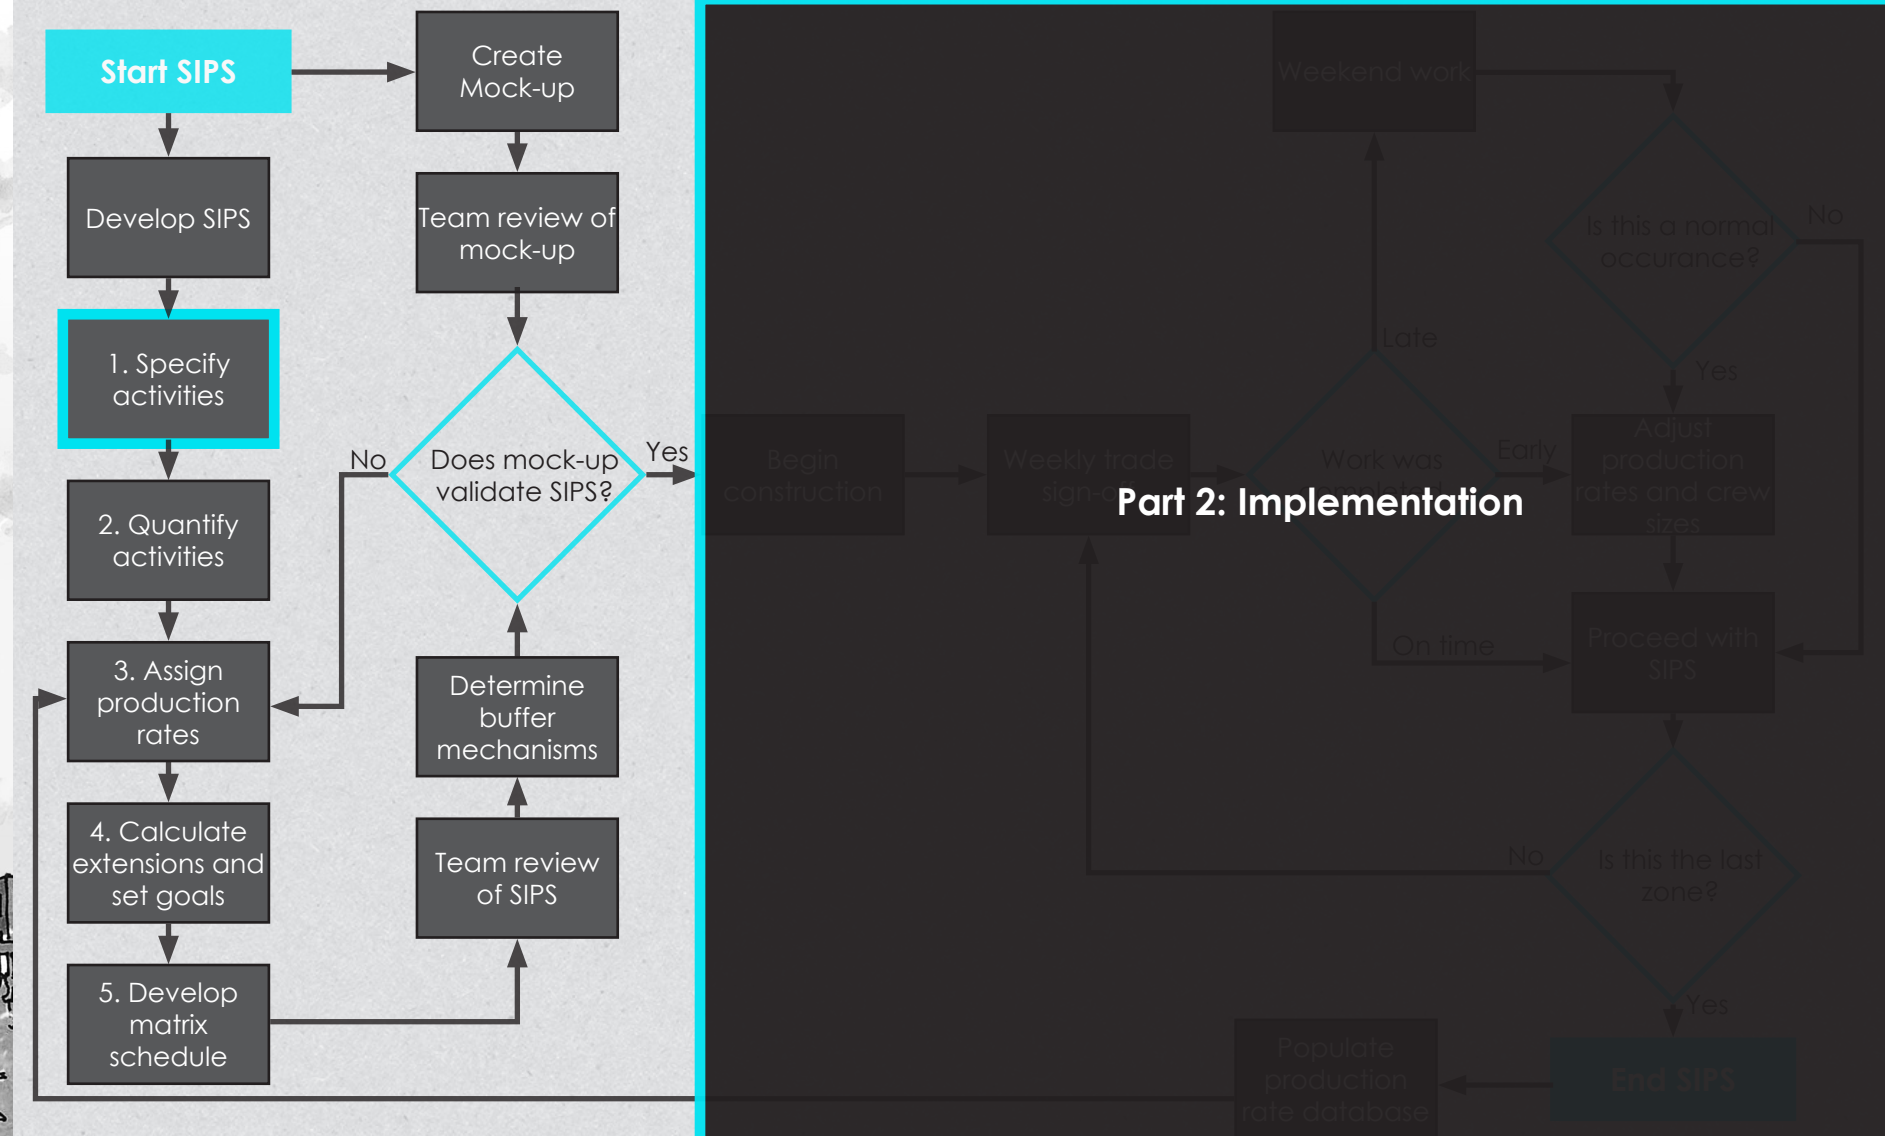 Start SIPS
Develop SIPS
1. Specify
activities
2. Quantify
activities
3. Assign
production
rates
4. Calculate
extensions and
set goals
5. Develop
matrix
schedule
Create
Mock-up
Team review of
mock-up
No
Does mock-up
validate SIPS?
Yes
Determine
buffer
mechanisms
Team review
of SIPS
Part 2: Implementation
Begin
construction
Weekly trade
Work was
Late
Early
On time
Weekend work
Is this a normal
occurance?
No
Yes
Adjust
production
rates and crew
sizes
Proceed with
SIPS
No
Is this the last
zone?
Yes
End SIPS
Populate
production
rate database